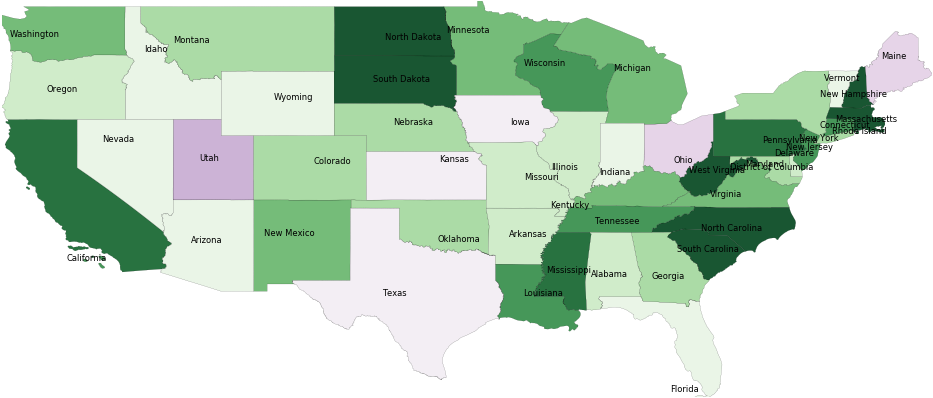 Washington
Idaho
Montana
North Dakota
Minnesota
South Dakota
Wyoming
Oregon
Nevada
Utah
California
Arizona
Colorado
New Mexico
Nebraska
Kansas
Oklahoma
Texas
Iowa
Wisconsin
Michigan
Illinois
Indiana
Missouri
Ohio
Kentucky
Tennessee
Arkansas
Mississippi
Alabama
Louisiana
Georgia
Florida
South Carolina
North Carolina
Virginia
West Virginia
Maryland
District of Columbia
Delaware
New Jersey
Pennsylvania
New York
Connecticut
Rhode Island
Massachusetts
New Hampshire
Vermont
Maine